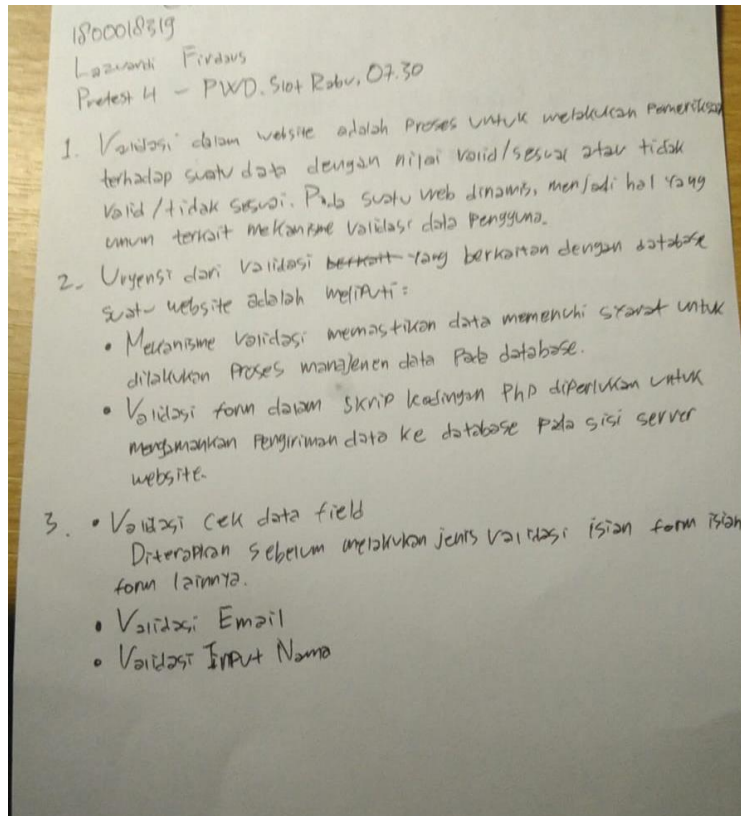 1800018319
Lazuardi Firdaus
Pretest 4 - PWD. Slot Rabu, 07.30
1. Validasi dalam website adalah proses untuk melakukan pemeriksaan
terhadap suatu data dengan nilai valid/sesuai atau tidak
valid/tidak sesuai. Pada suatu web dinamis, menjadi hal yang
umum terkait mekanisme validasi data pengguna.
2. Urgensi dari validasi berkait yang berkaitan dengan database
suatu website adalah meliputi:
• Mekanisme validasi memastikan data memenuhi syarat untuk
dilakukan proses manajemen data pada database.
• Validasi form dalam skrip kodingan PHP diperlukan untuk
mengamankan pengiriman data ke database pada sisi server
website.
3. • Validasi cek data field
Diterapkan sebelum melakukan jenis validasi isian form isian
form lainnya.
• Validasi Email
• Validasi Input Nama